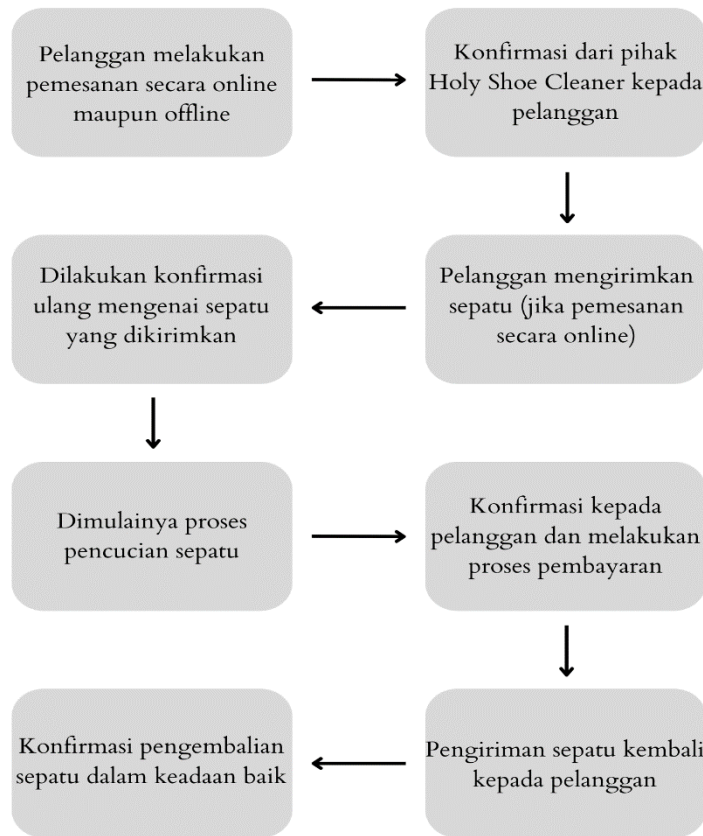 Pelanggan melakukan
pemesanan secara online
maupun offline
Konfirmasi dari pihak
Holy Shoe Cleaner kepada
pelanggan
Pelanggan mengirimkan
sepatu (jika pemesanan
secara online)
Dilakukan konfirmasi
ulang mengenai sepatu
yang dikirimkan
Dimulainya proses
pencucian sepatu
Konfirmasi kepada
pelanggan dan melakukan
proses pembayaran
Pengiriman sepatu kembali
kepada pelanggan
Konfirmasi pengembalian
sepatu dalam keadaan baik